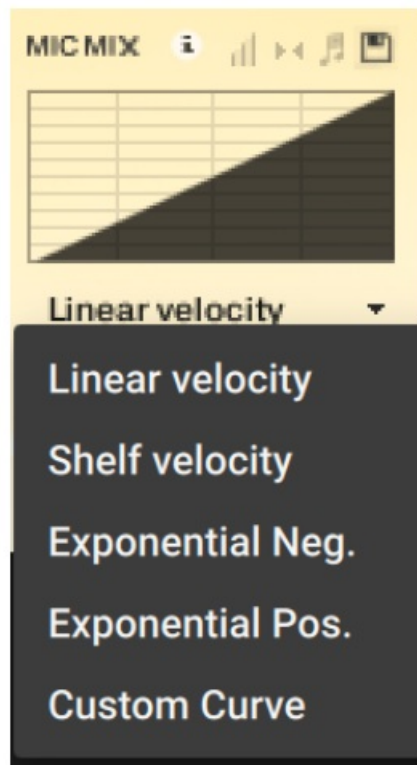 MIC MIX i
Linear velocity
Linear velocity
Shelf velocity
Exponential Neg.
Exponential Pos.
Custom Curve